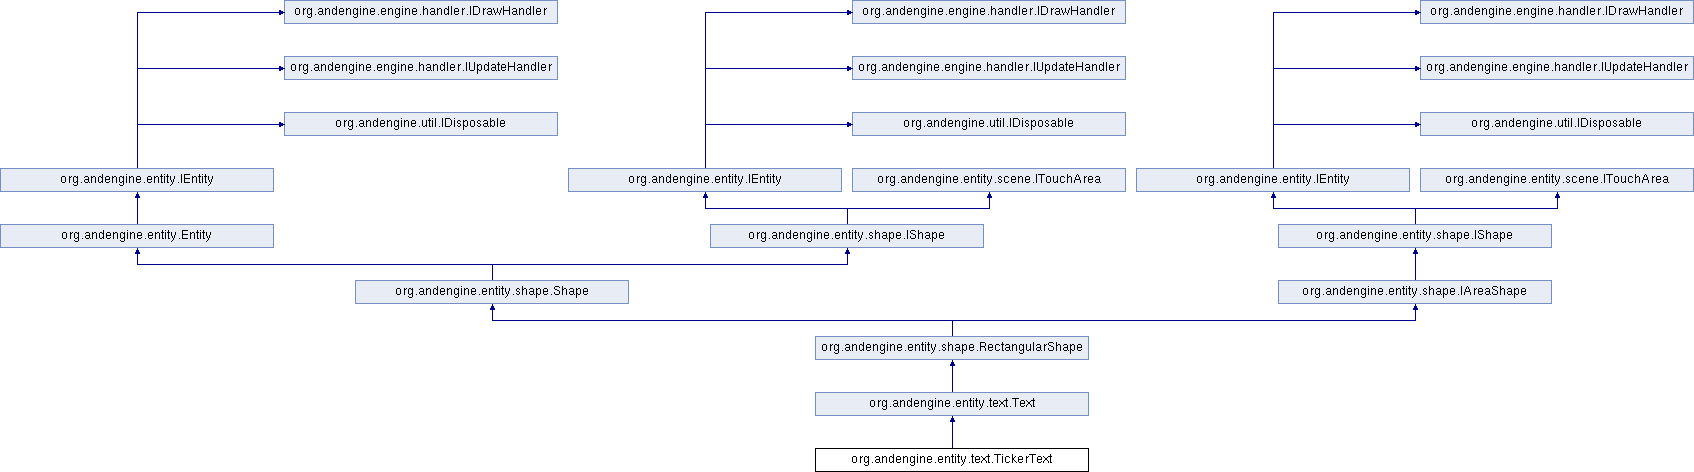 org.andengine.engine.handler.IDrawHandler
org.andengine.engine.handler.IDrawHandler
org.andengine.engine.handler.IDrawHandler
org.andengine.engine.handler.IUpdateHandler
org.andengine.engine.handler.IUpdateHandler
org.andengine.engine.handler.IUpdateHandler
org.andengine.util.IDisposable
org.andengine.util.IDisposable
org.andengine.util.IDisposable
org.andengine.entity.IEntity
org.andengine.entity.IEntity
org.andengine.entity.scene.ITouchArea
org.andengine.entity.IEntity
org.andengine.entity.scene.ITouchArea
org.andengine.entity.Entity
org.andengine.entity.shape.IShape
org.andengine.entity.shape.IShape
org.andengine.entity.shape.Shape
org.andengine.entity.shape.IAreaShape
org.andengine.entity.shape.RectangularShape
org.andengine.entity.text.Text
org.andengine.entity.text.TickerText